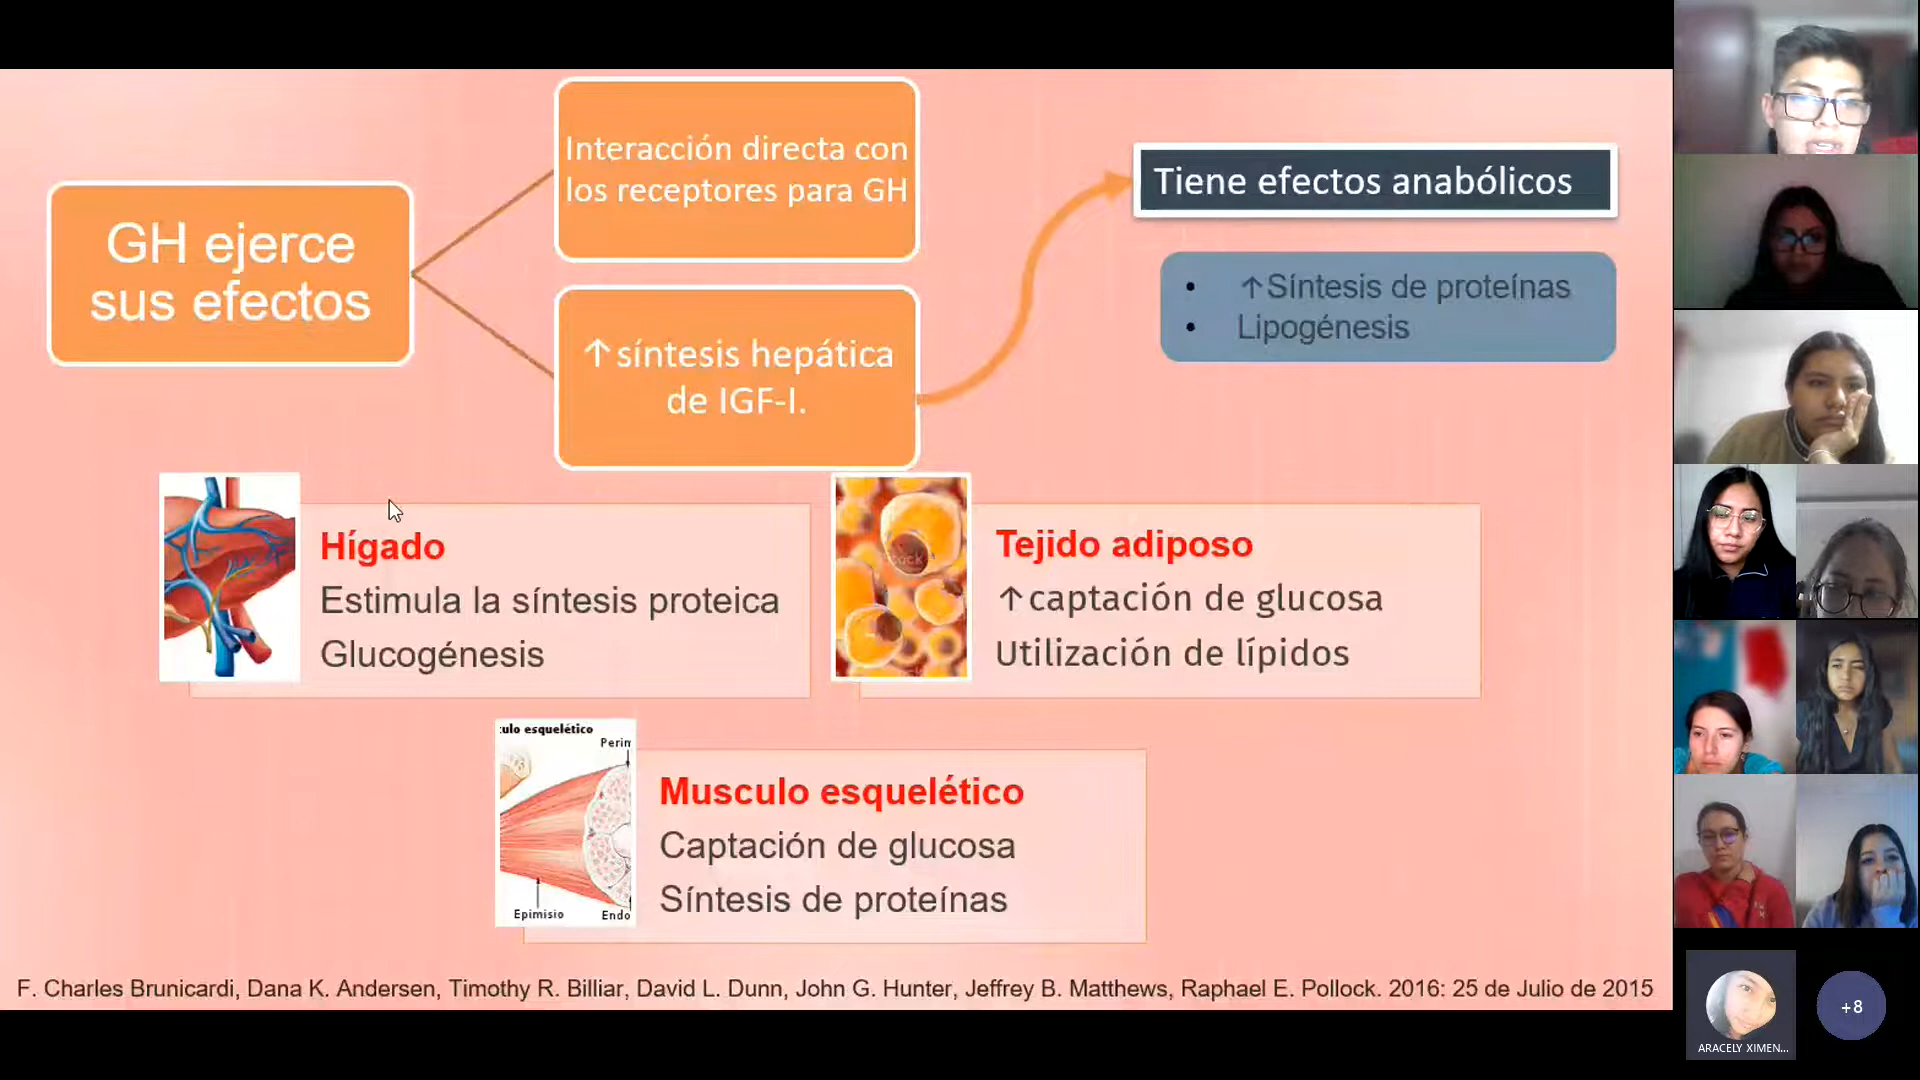 GH ejerce
sus efectos
Interacción directa con
los receptores para GH
↑síntesis hepática
de IGF-I.
Tiene efectos anabólicos
• ↑Síntesis de proteínas
• Lipogénesis
Hígado
Estimula la síntesis proteica
Glucogénesis
Tejido adiposo
↑captación de glucosa
Utilización de lípidos
:ulo esquelético
Perin
Epimisio
Endo
Musculo esquelético
Captación de glucosa
Síntesis de proteínas
F. Charles Brunicardi, Dana K. Andersen, Timothy R. Billiar, David L. Dunn, John G. Hunter, Jeffrey B. Matthews, Raphael E. Pollock. 2016: 25 de Julio de 2015
ARACELY XIMEN...
+8